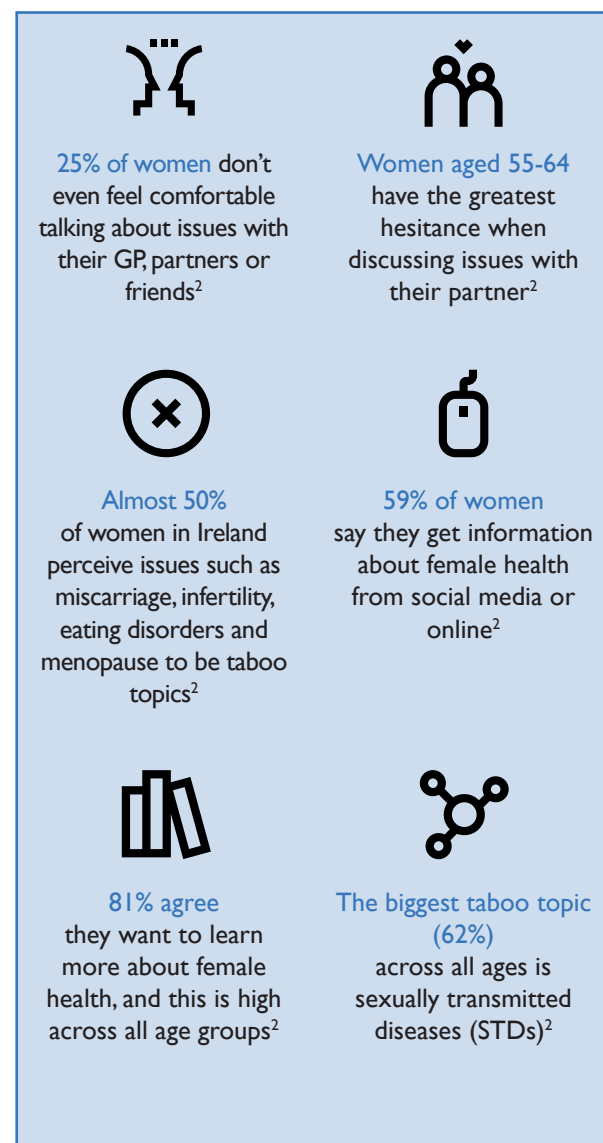 25% of women don’t
even feel comfortable
talking about issues with
their GP, partners or
friends²
Women aged 55-64
have the greatest
hesitance when
discussing issues with
their partner²
Almost 50%
of women in Ireland
perceive issues such as
miscarriage, infertility,
eating disorders and
menopause to be taboo
topics²
59% of women
say they get information
about female health
from social media or
online²
81% agree
they want to learn
more about female
health, and this is high
across all age groups²
The biggest taboo topic
(62%)
across all ages is
sexually transmitted
diseases (STDs)²